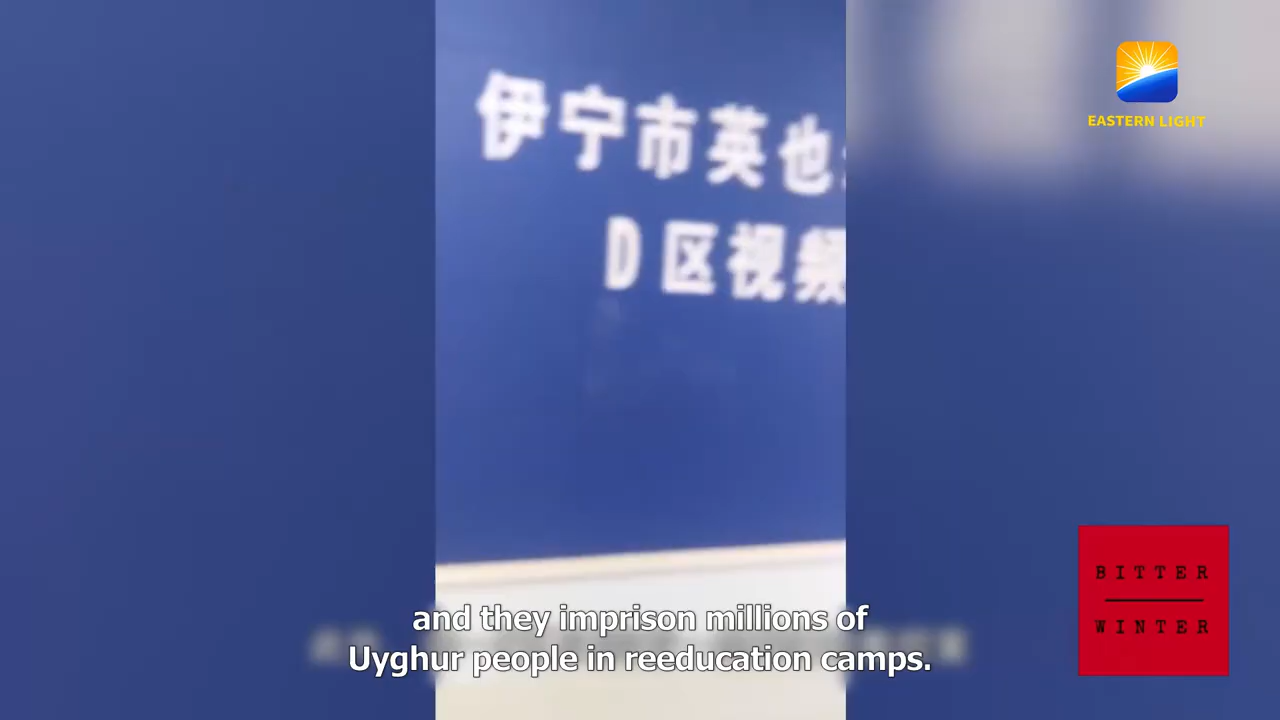 伊宁市英也
D区视频
EASTERN LIGHT
BITTER
WINTER
and they imprison millions of
Uyghur people in reeducation camps.